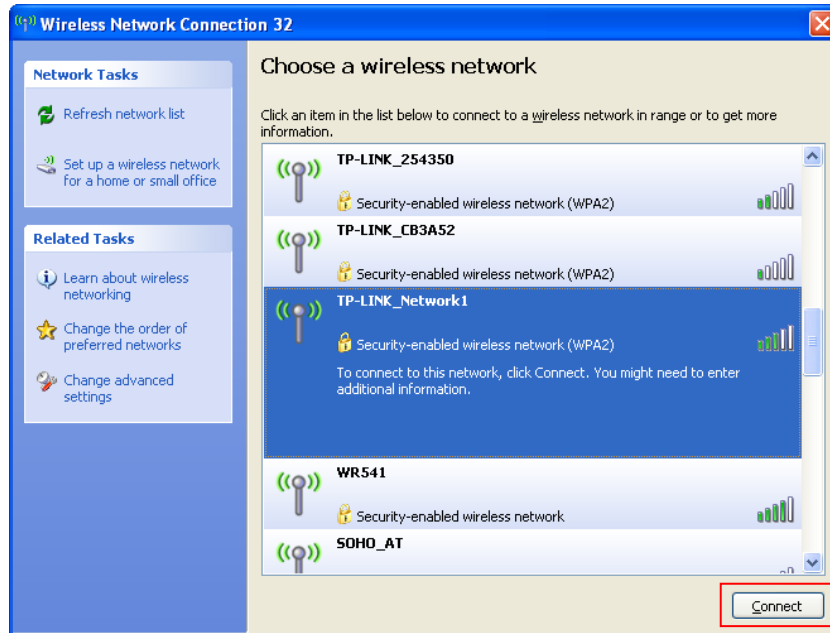 Wireless Network Connection 32
Network Tasks
Refresh network list
Set up a wireless network
for a home or small office
Related Tasks
Learn about wireless
networking
Change the order of
preferred networks
Change advanced
settings
Choose a wireless network
Click an item in the list below to connect to a wireless network in range or to get more
information.
TP-LINK_254350
Security-enabled wireless network (WPA2)
TP-LINK_CB3A52
Security-enabled wireless network (WPA2)
TP-LINK_Network1
Security-enabled wireless network (WPA2)
To connect to this network, click Connect. You might need to enter
additional information.
WR541
Security-enabled wireless network
SOHO_AT
Connect